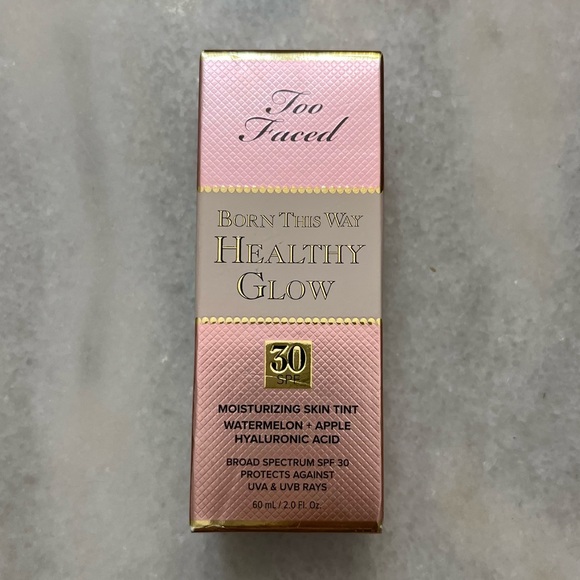 Too
Faced
BORN THIS WAY
HEALTHY
GLOW
30
SPF
MOISTURIZING SKIN TINT
WATERMELON + APPLE
HYALURONIC ACID
BROAD SPECTRUM SPF 30
PROTECTS AGAINST
UVA & UVB RAYS
60 mL / 2.0 Fl. Oz.